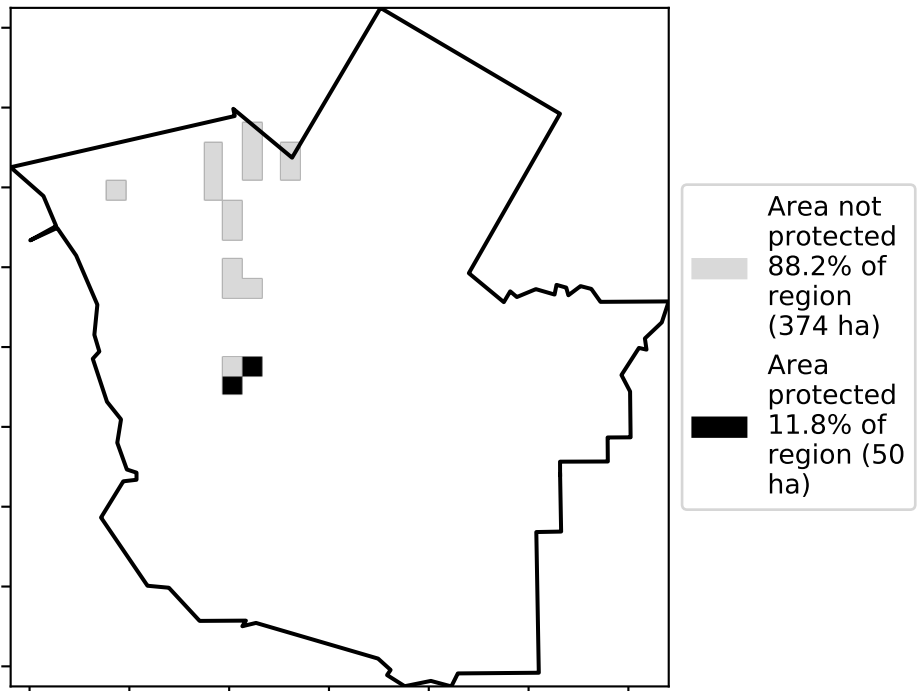 Area not
protected
88.2% of
region
(374 ha)
Area
protected
11.8% of
region (50
ha)